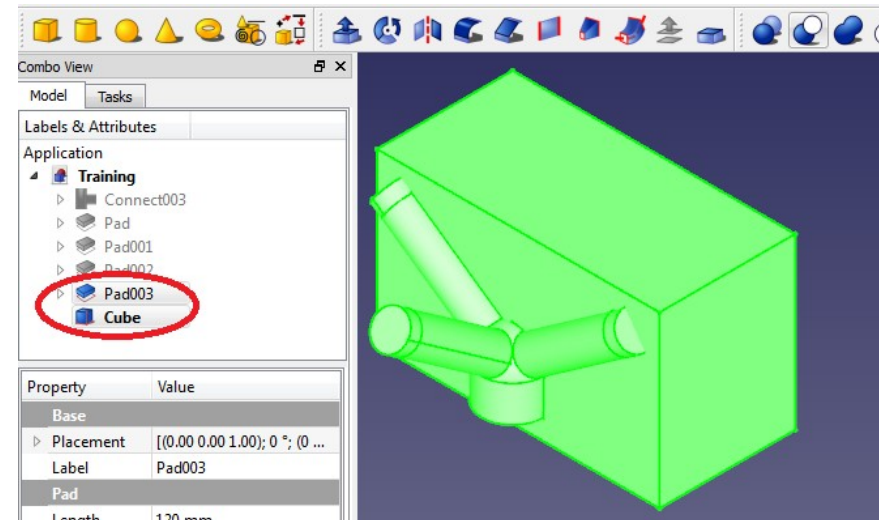 Combo View
Model Tasks
Labels & Attributes
Application
Training
Connect003
Pad
Pad001
Pad002
Pad003
Cube
Property Value
Base
Placement [(0.00 0.00 1.00); 0 °; (0 ...
Label Pad003
Pad
Length 120 mm